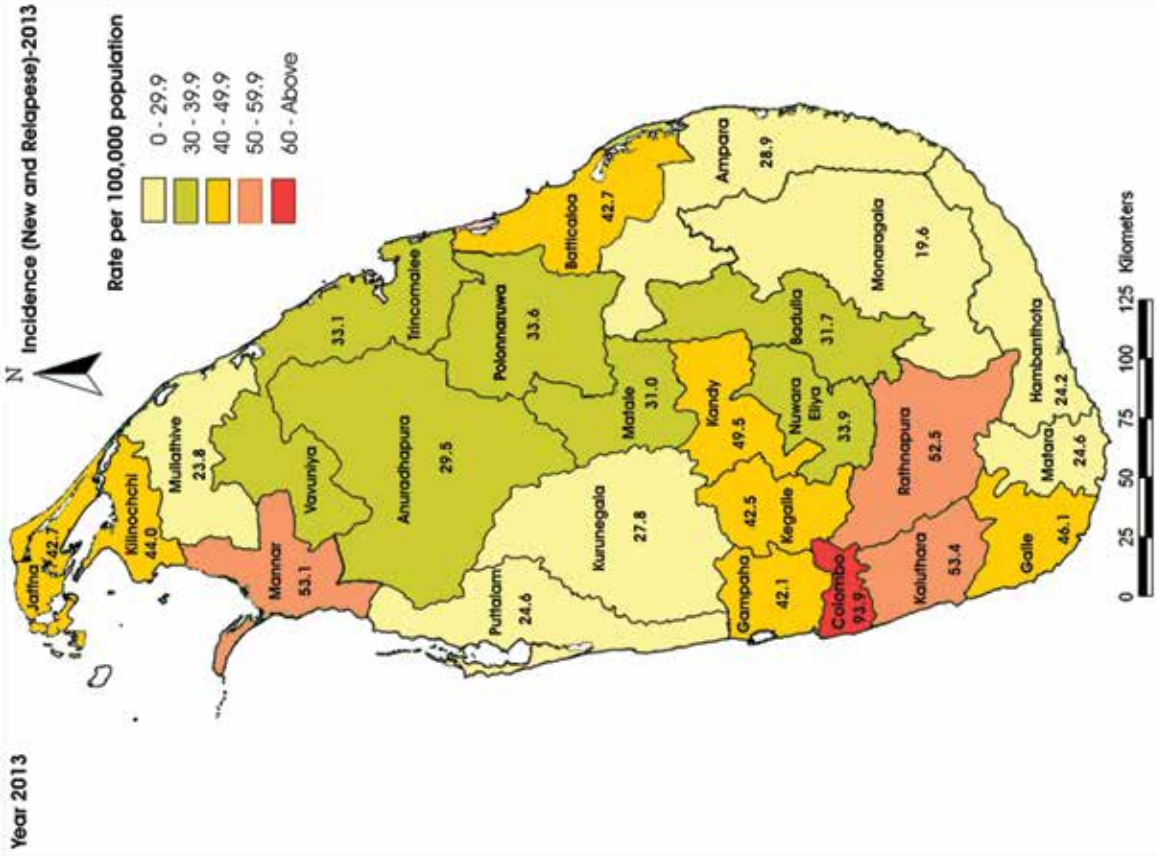 Year 2013
Incidence (New and Relapese)-2013
N
Rate per 100,000 population
0 - 29.9
30 - 39.9
40 - 49.9
50 - 59.9
60 - Above
Jaffna
42.7
Kilinochchi
44.0
Mullathive
23.8
Mannar
53.1
Vavuniya
Anuradhapura
29.5
33.1
Trincomalee
Polonnaruwa
33.6
Batticaloa
42.7
Puttalam
24.6
Kurunegala
27.8
Matale
31.0
Kandy
49.5
Ampara
28.9
Gampaha
42.1
42.5
Kegalle
Nuwara
Eliya
33.9
Badulla
31.7
Monaragala
19.6
Colombo
93.9
Rathnapura
52.5
Kaluthara
53.4
Galle
46.1
Matara
24.6
Hambanthota
24.2
0 25 50 75 100 125 Kilometers